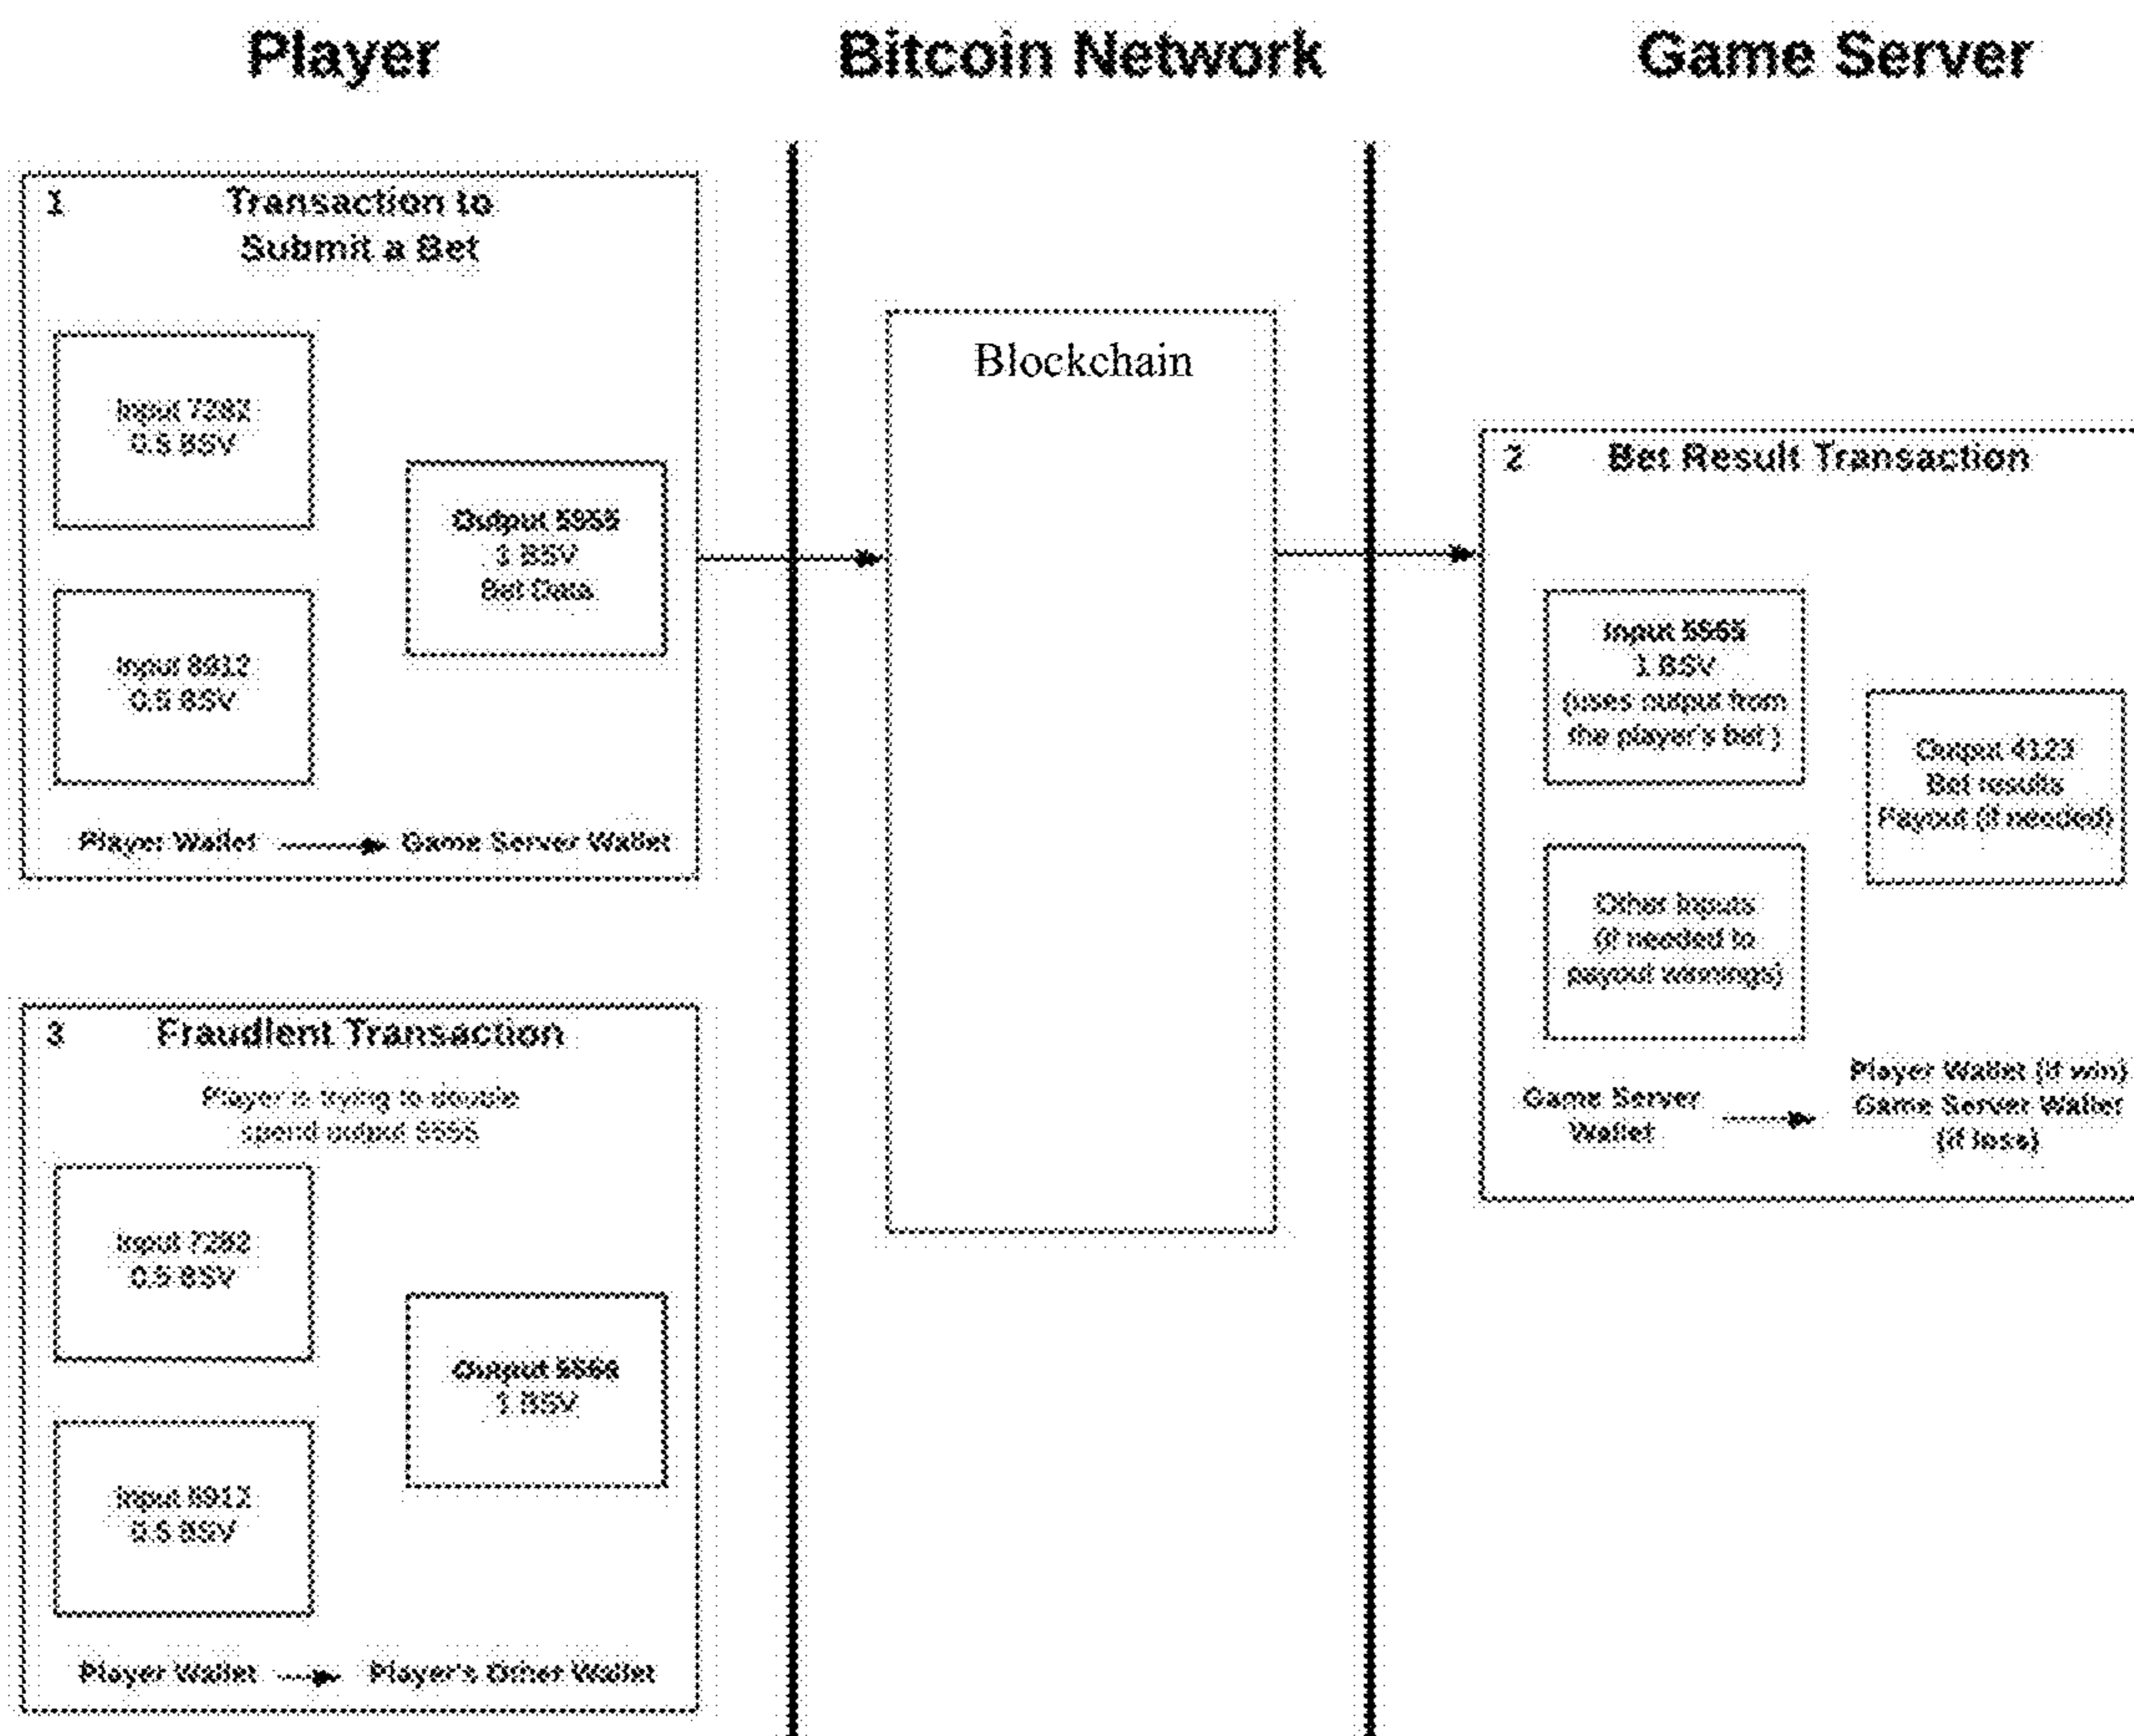 Player
Bitcoin Network
Game Server
1
Transaction to
Submit a Bet
Input 7282
0.5 BSV
Input 8912
0.5 BSV
Output
1 BSV
Bet Data
Player Wallet
Game Server Wallet
Blockchain
2
Bet Result Transaction
Input
1 BSV
(uses output from
the player's bet )
Other Inputs
(if needed to
payout winnings)
Output 4123
Bet results
Payout (if needed)
Game Server
Wallet
Player Wallet (if win)
Game Server Wallet
(if loss)
3
Fraudlent Transaction
Player is trying to double
spend output
Input 7282
0.5 BSV
Input 8912
0.5 BSV
Output
1 BSV
Player Wallet
Player's Other Wallet